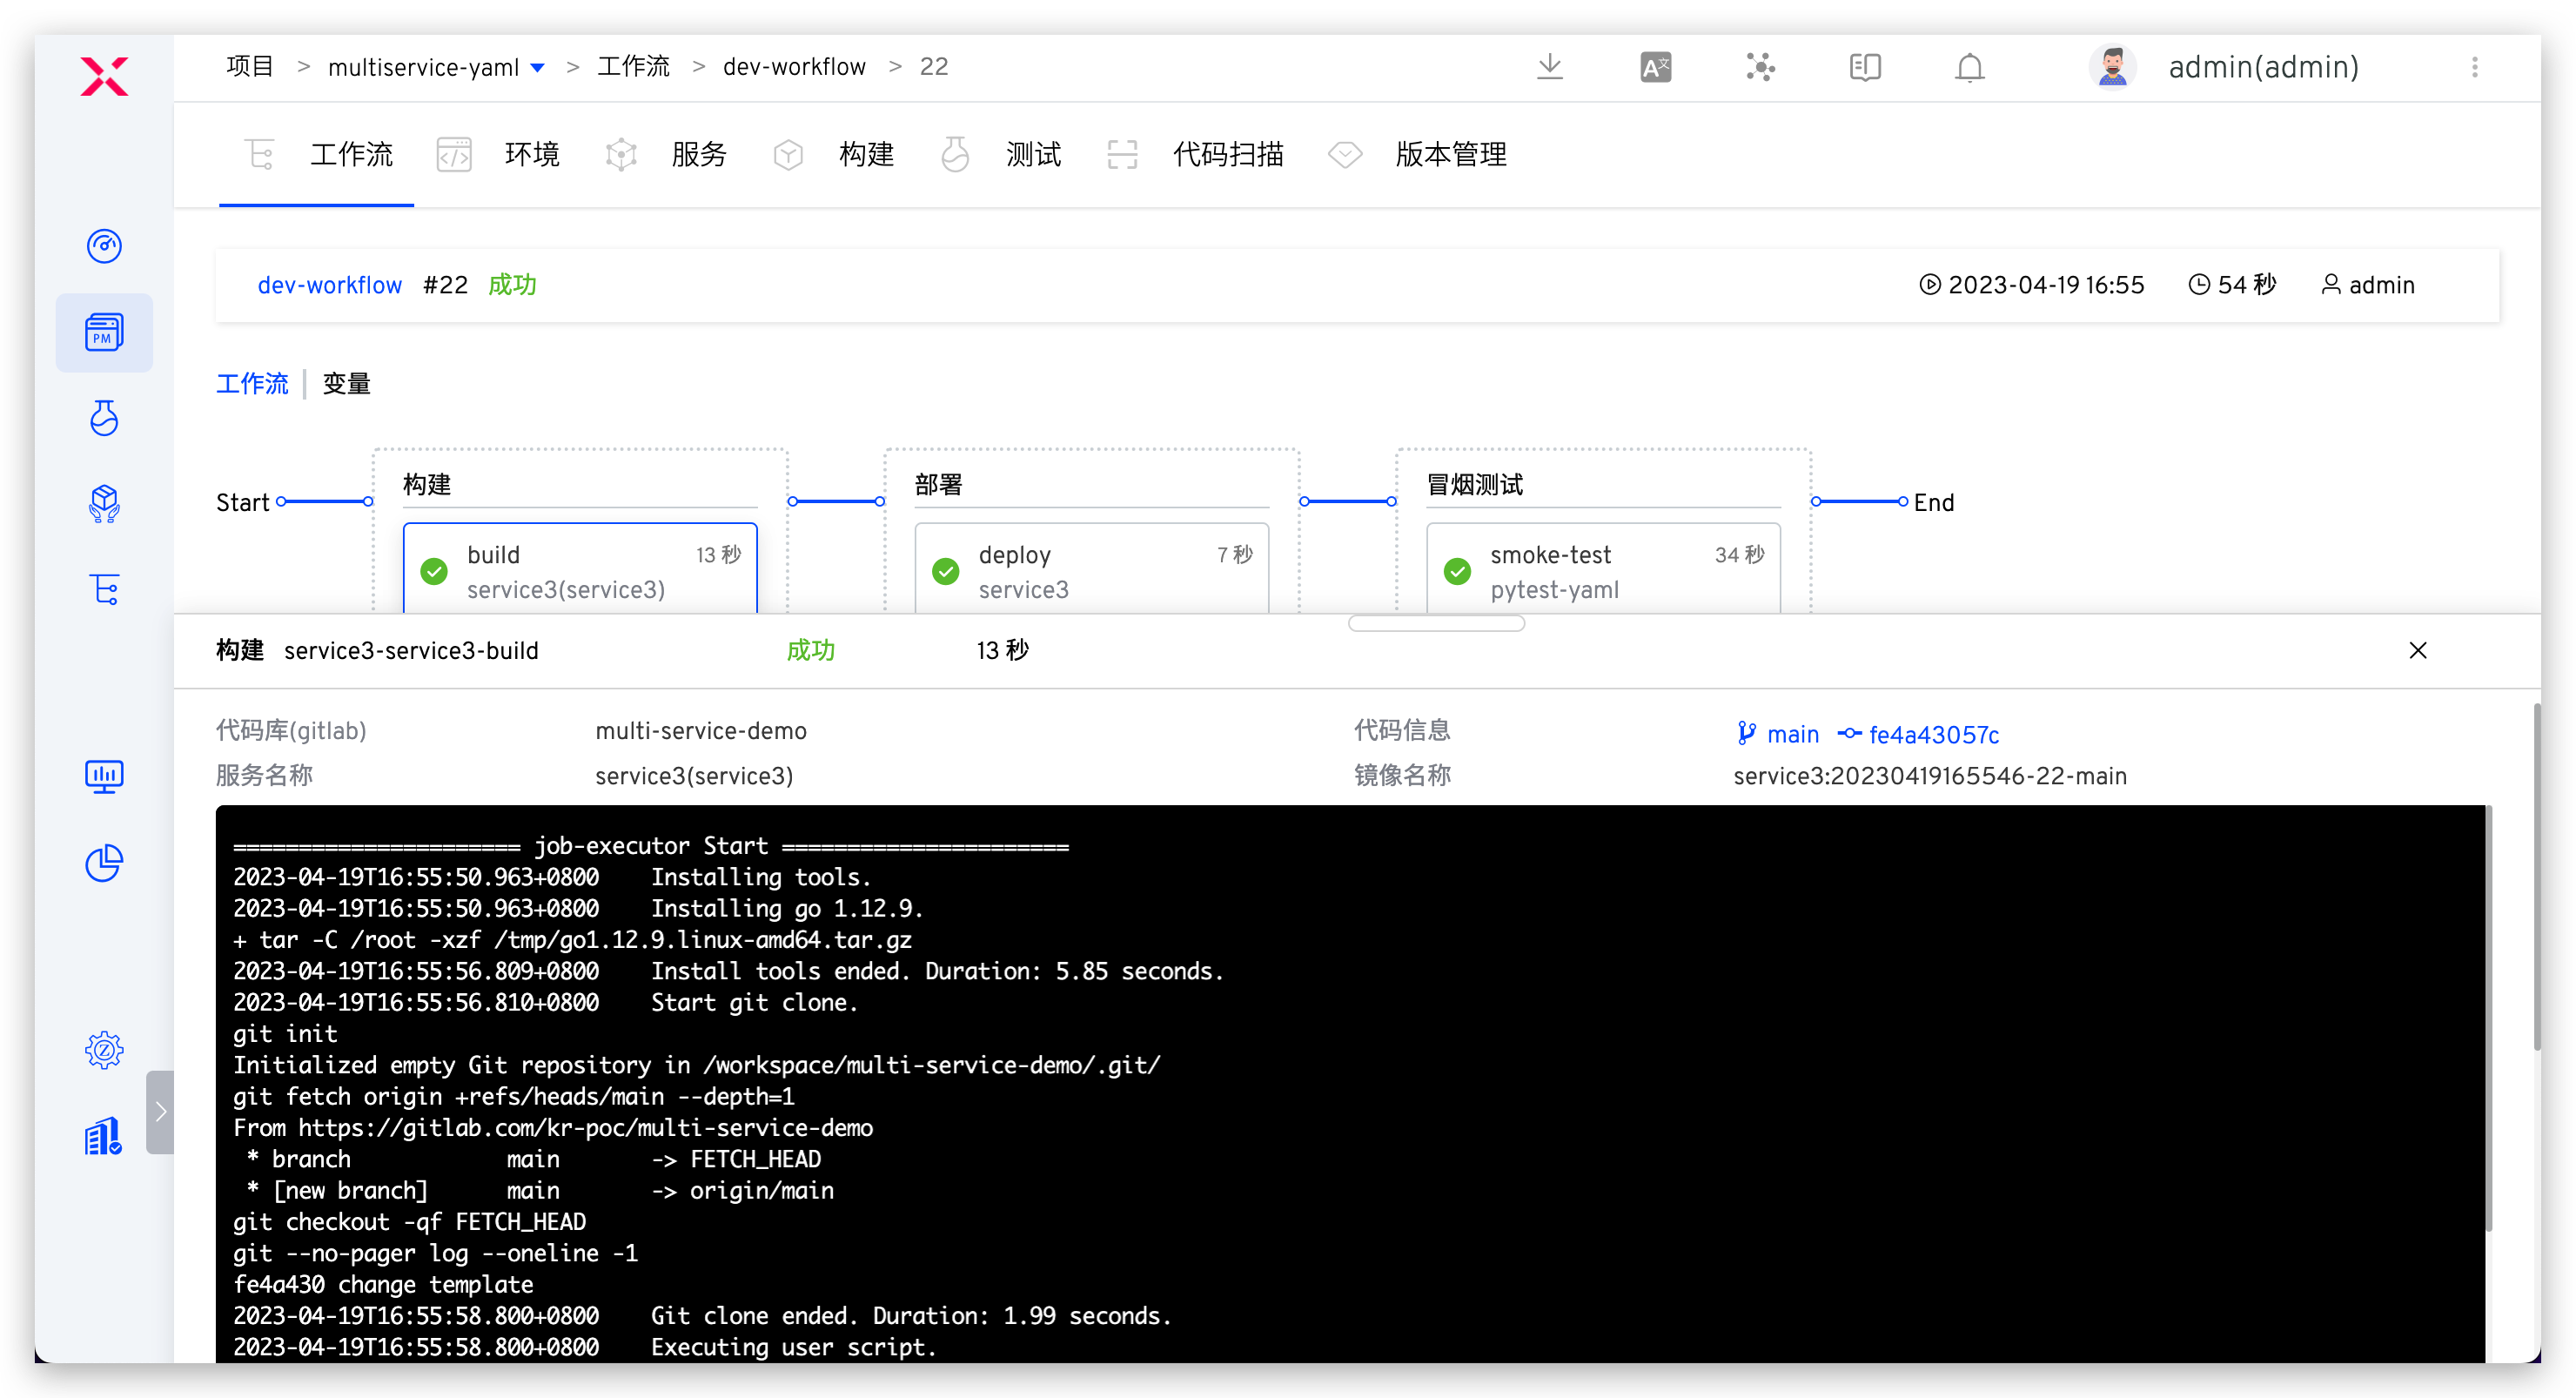 项目 > multiservice-yaml > 工作流 > dev-workflow > 22
A文
admin(admin)
工作流 环境 服务 构建 测试 代码扫描 版本管理
PM
dev-workflow #22 成功 2023-04-19 16:55 54 秒 admin
工作流 | 变量
Start 构建 部署 冒烟测试 End
build 13 秒 deploy 7 秒 smoke-test 34 秒
service3(service3) service3 pytest-yaml
构建 service3-service3-build 成功 13 秒
代码库(gitlab) multi-service-demo 代码信息 main fe4a43057c
服务名称 service3(service3) 镜像名称 service3:20230419165546-22-main
====================== job-executor Start ======================
2023-04-19T16:55:50.963+0800    Installing tools.
2023-04-19T16:55:50.963+0800    Installing go 1.12.9.
+ tar -C /root -xzf /tmp/go1.12.9.linux-amd64.tar.gz
2023-04-19T16:55:56.809+0800    Install tools ended. Duration: 5.85 seconds.
2023-04-19T16:55:56.810+0800    Start git clone.
git init
Initialized empty Git repository in /workspace/multi-service-demo/.git/
git fetch origin +refs/heads/main --depth=1
From https://gitlab.com/kr-poc/multi-service-demo
 * branch            main       -> FETCH_HEAD
 * [new branch]      main       -> origin/main
git checkout -qf FETCH_HEAD
git --no-pager log --oneline -1
fe4a430 change template
2023-04-19T16:55:58.800+0800    Git clone ended. Duration: 1.99 seconds.
2023-04-19T16:55:58.800+0800    Executing user script.